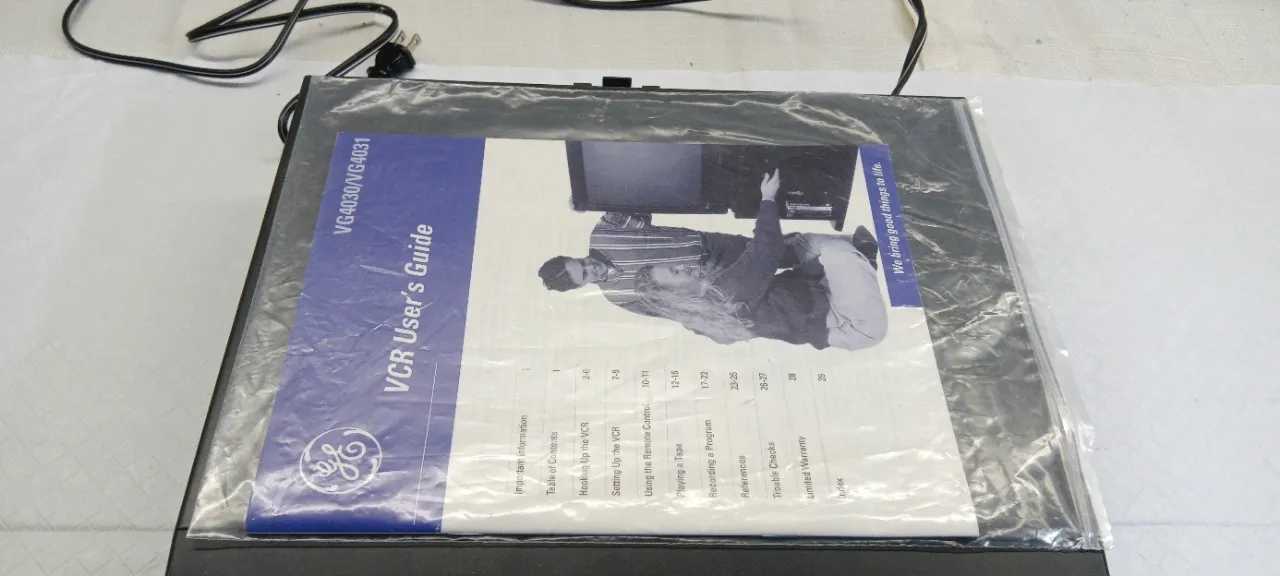 VG4030/VG4031
VCR User's Guide
GE
Important Information i
Table of Contents 1
Hooking Up the VCR 2-6
Setting Up the VCR 7-9
Using the Remote Control 10-11
Playing a Tape 12-16
Recording a Program 17-22
References 23-25
Trouble Checks 26-27
Limited Warranty 28
Index 29
We bring good things to life.